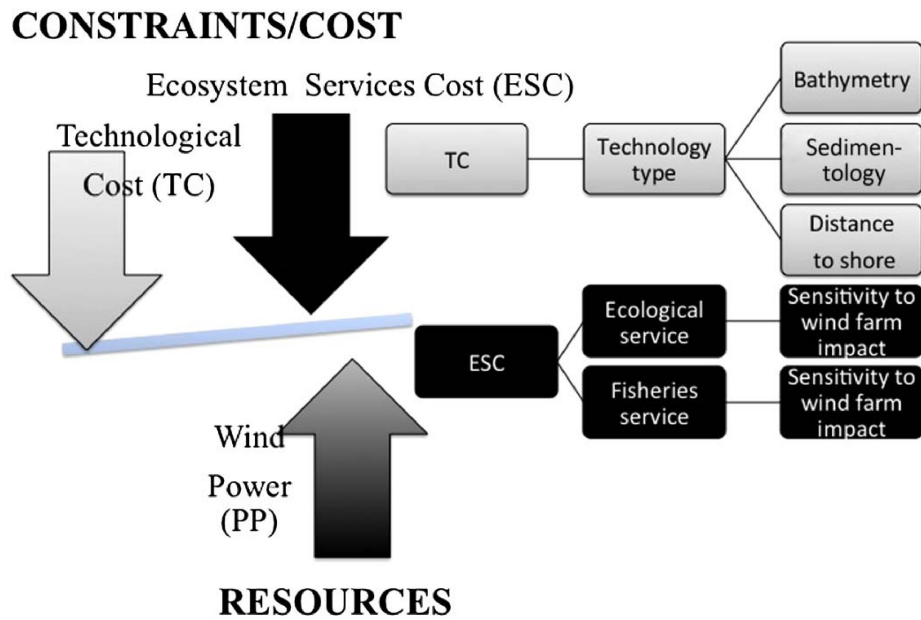 CONSTRAINTS/COST
Ecosystem Services Cost (ESC)
Technological
Cost (TC)
TC
Technology
type
Bathymetry
Sedimen-
tology
Distance
to shore
ESC
Ecological
service
Sensitivity to
wind farm
impact
Fisheries
service
Sensitivity to
wind farm
impact
Wind
Power
(PP)
RESOURCES